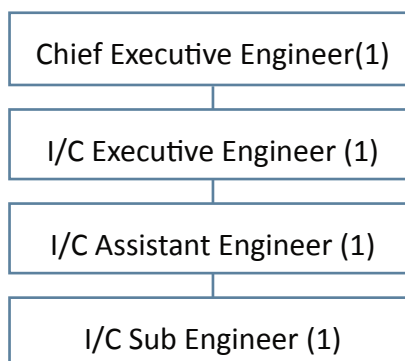 Chief Executive Engineer(1)
I/C Executive Engineer (1)
I/C Assistant Engineer (1)
I/C Sub Engineer (1)